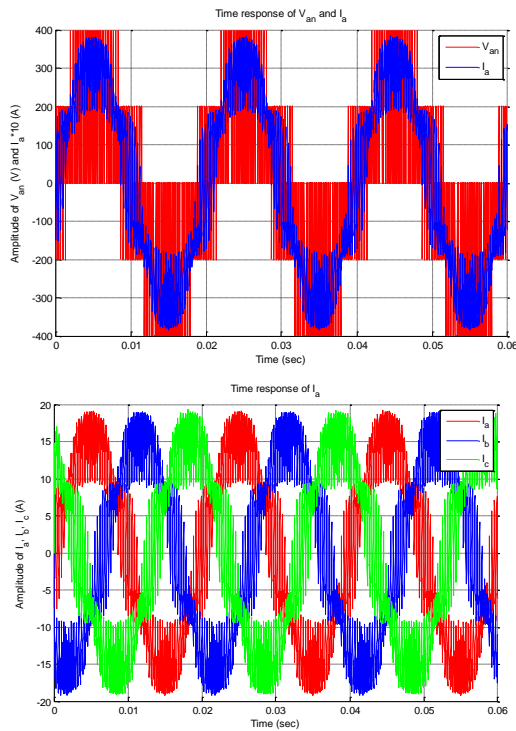 Time response of V_an and I_a
Amplitude of V_an (V) and I_a *10 (A)
400
300
200
100
0
-100
-200
-300
-400
V_an
I_a
0 0.01 0.02 0.03 0.04 0.05 0.06
Time (sec)
Time response of I_a
Amplitude of I_a, I_b, I_c (A)
20
15
10
5
0
-5
-10
-15
-20
I_a
I_b
I_c
0 0.01 0.02 0.03 0.04 0.05 0.06
Time (sec)